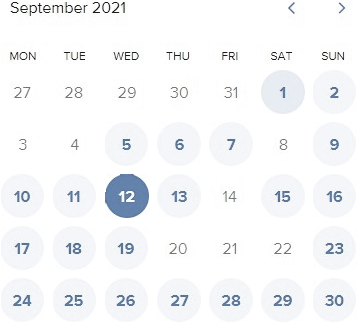 September 2021
MON TUE WED THU FRI SAT SUN
27 28 29 30 31 1 2
3 4 5 6 7 8 9
10 11 12 13 14 15 16
17 18 19 20 21 22 23
24 25 26 27 28 29 30